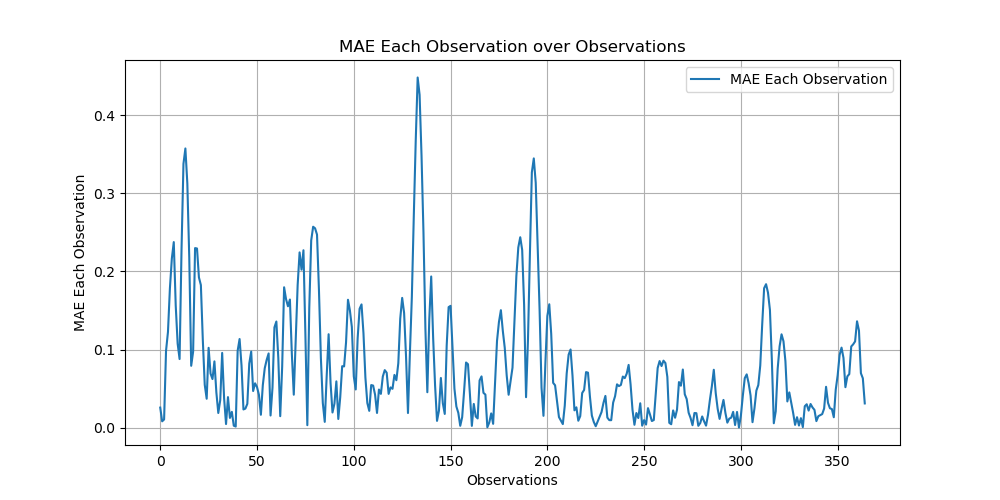 MAE Each Observation over Observations
MAE Each Observation
MAE Each Observation
0.4
0.3
0.2
0.1
0.0
0 50 100 150 200 250 300 350
Observations